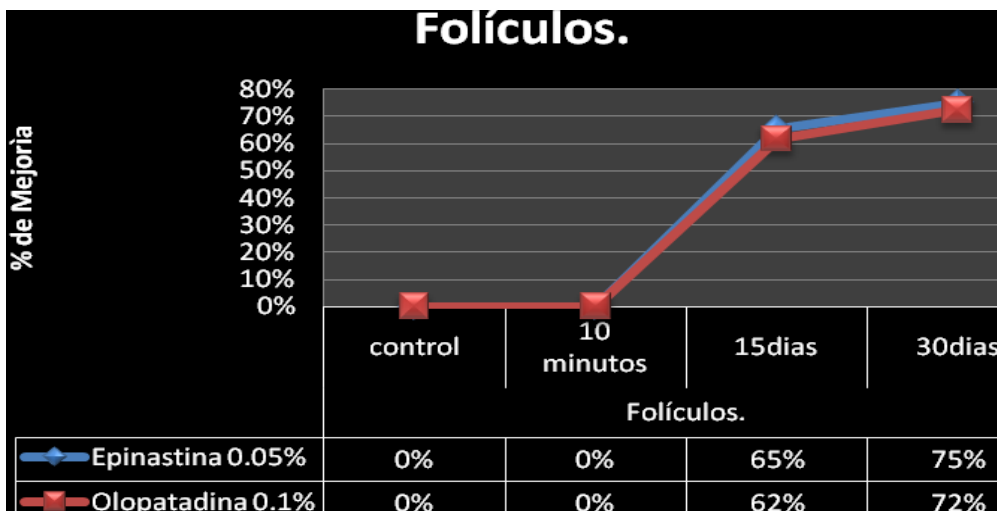 Folículos.
% de Mejorìa
80%
70%
60%
50%
40%
30%
20%
10%
0%
control
10
minutos
15dias
30dias
Folículos.
Epinastina 0.05% 0% 0% 65% 75%
Olopatadina 0.1% 0% 0% 62% 72%